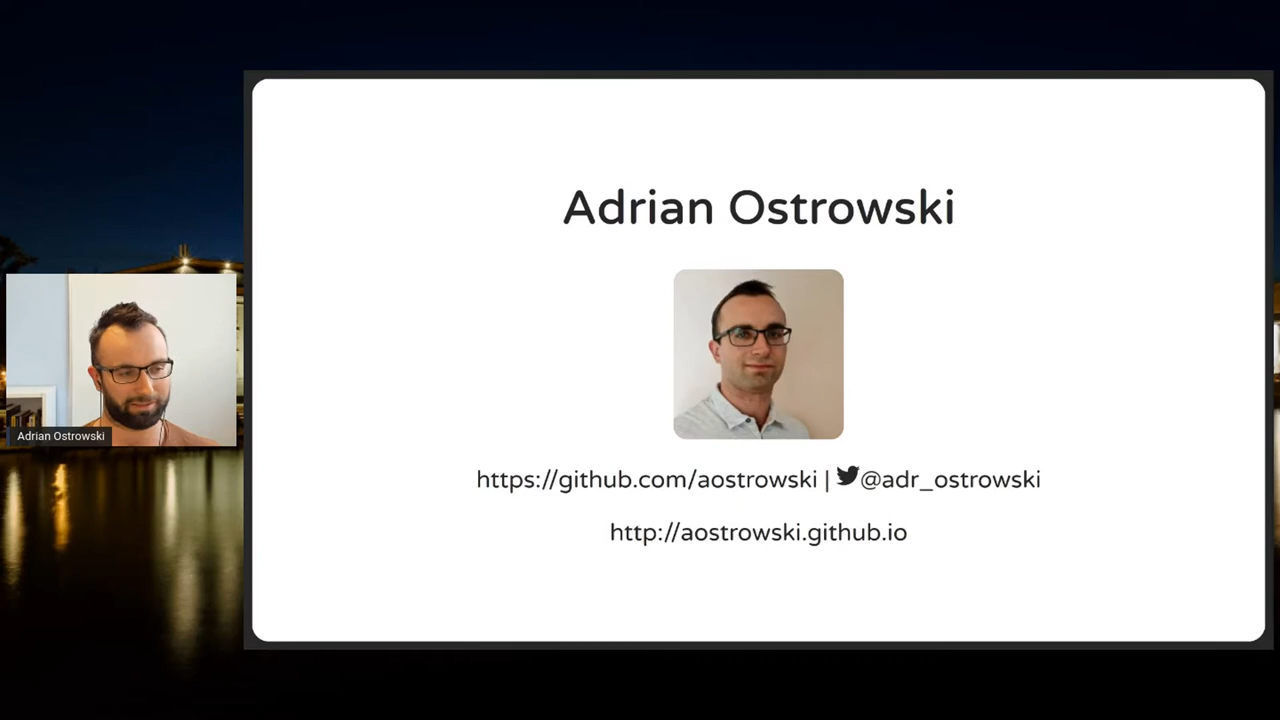 Adrian Ostrowski
https://github.com/aostrowski | @adr_ostrowski
http://aostrowski.github.io
Adrian Ostrowski